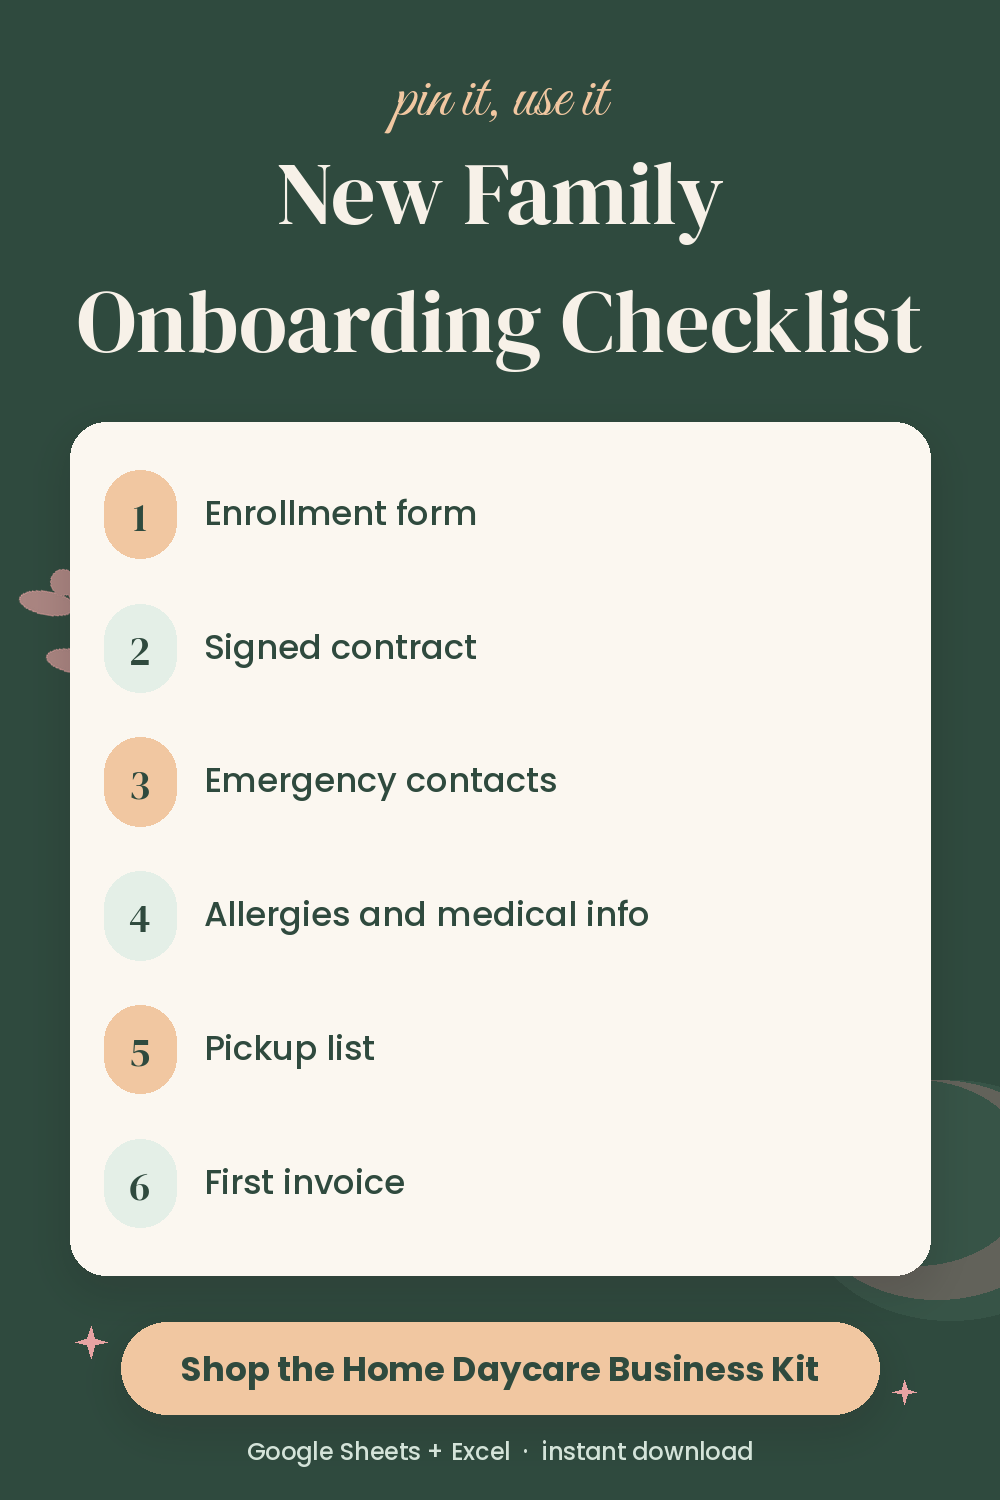 pin it, use it
New Family
Onboarding Checklist
1 Enrollment form
2 Signed contract
3 Emergency contacts
4 Allergies and medical info
5 Pickup list
6 First invoice
Shop the Home Daycare Business Kit
Google Sheets + Excel · instant download